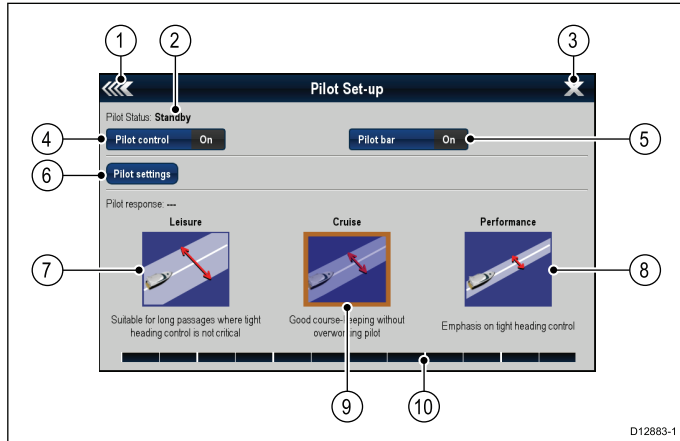 1
2
3
Pilot Set-up
Pilot Status: Standby
4
Pilot control On
Pilot bar On
5
6
Pilot settings
Pilot response: ---
Leisure
Cruise
Performance
7
8
Suitable for long passages where tight
heading control is not critical
Good course-keeping without
overworking pilot
Emphasis on tight heading control
9
10
D12883-1